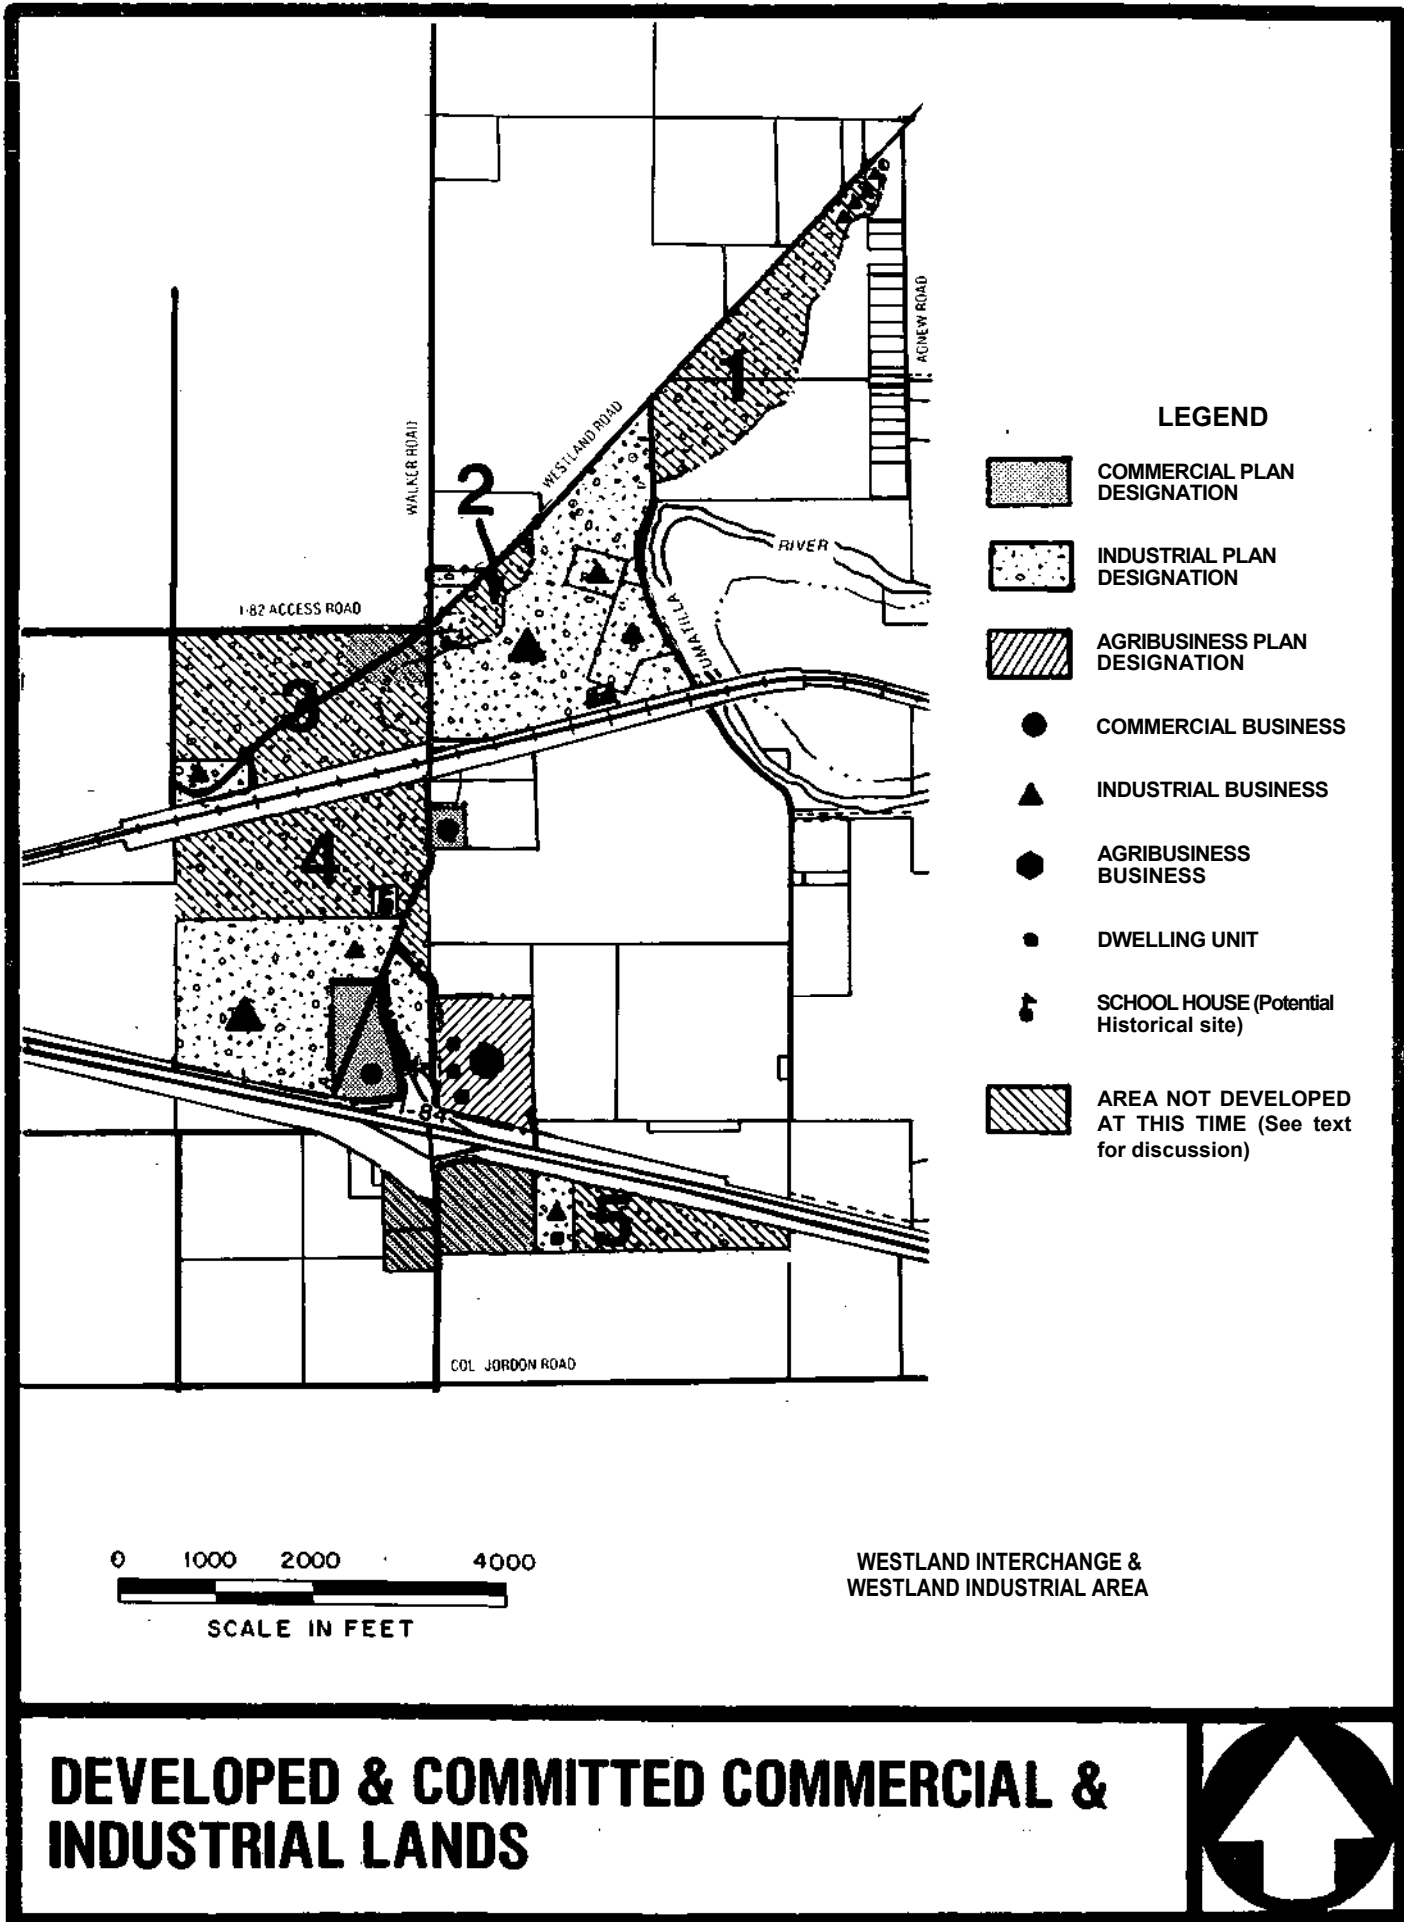 1
AGNEW ROAD
WESTLAND ROAD
WALKER ROAD
2
RIVER
UMATILLA
I-82 ACCESS ROAD
3
4
I-84
5
COL JORDON ROAD
LEGEND
COMMERCIAL PLAN
DESIGNATION
INDUSTRIAL PLAN
DESIGNATION
AGRIBUSINESS PLAN
DESIGNATION
COMMERCIAL BUSINESS
INDUSTRIAL BUSINESS
AGRIBUSINESS
BUSINESS
DWELLING UNIT
SCHOOL HOUSE (Potential
Historical site)
AREA NOT DEVELOPED
AT THIS TIME (See text
for discussion)
0 1000 2000 4000
SCALE IN FEET
WESTLAND INTERCHANGE &
WESTLAND INDUSTRIAL AREA
DEVELOPED & COMMITTED COMMERCIAL &
INDUSTRIAL LANDS